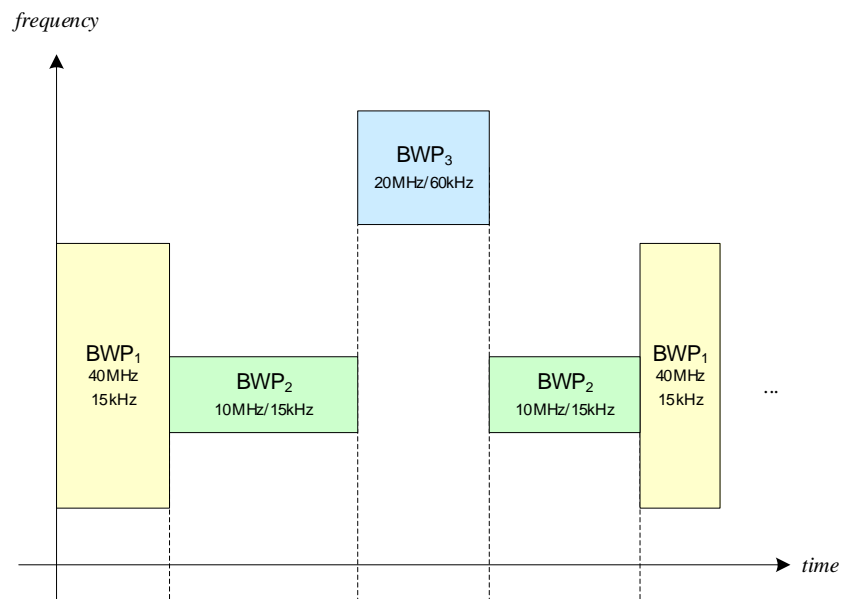 frequency
BWP₃
20MHz/60kHz
BWP₁
40MHz
15kHz
BWP₂
10MHz/15kHz
BWP₂
10MHz/15kHz
BWP₁
40MHz
15kHz
...
time